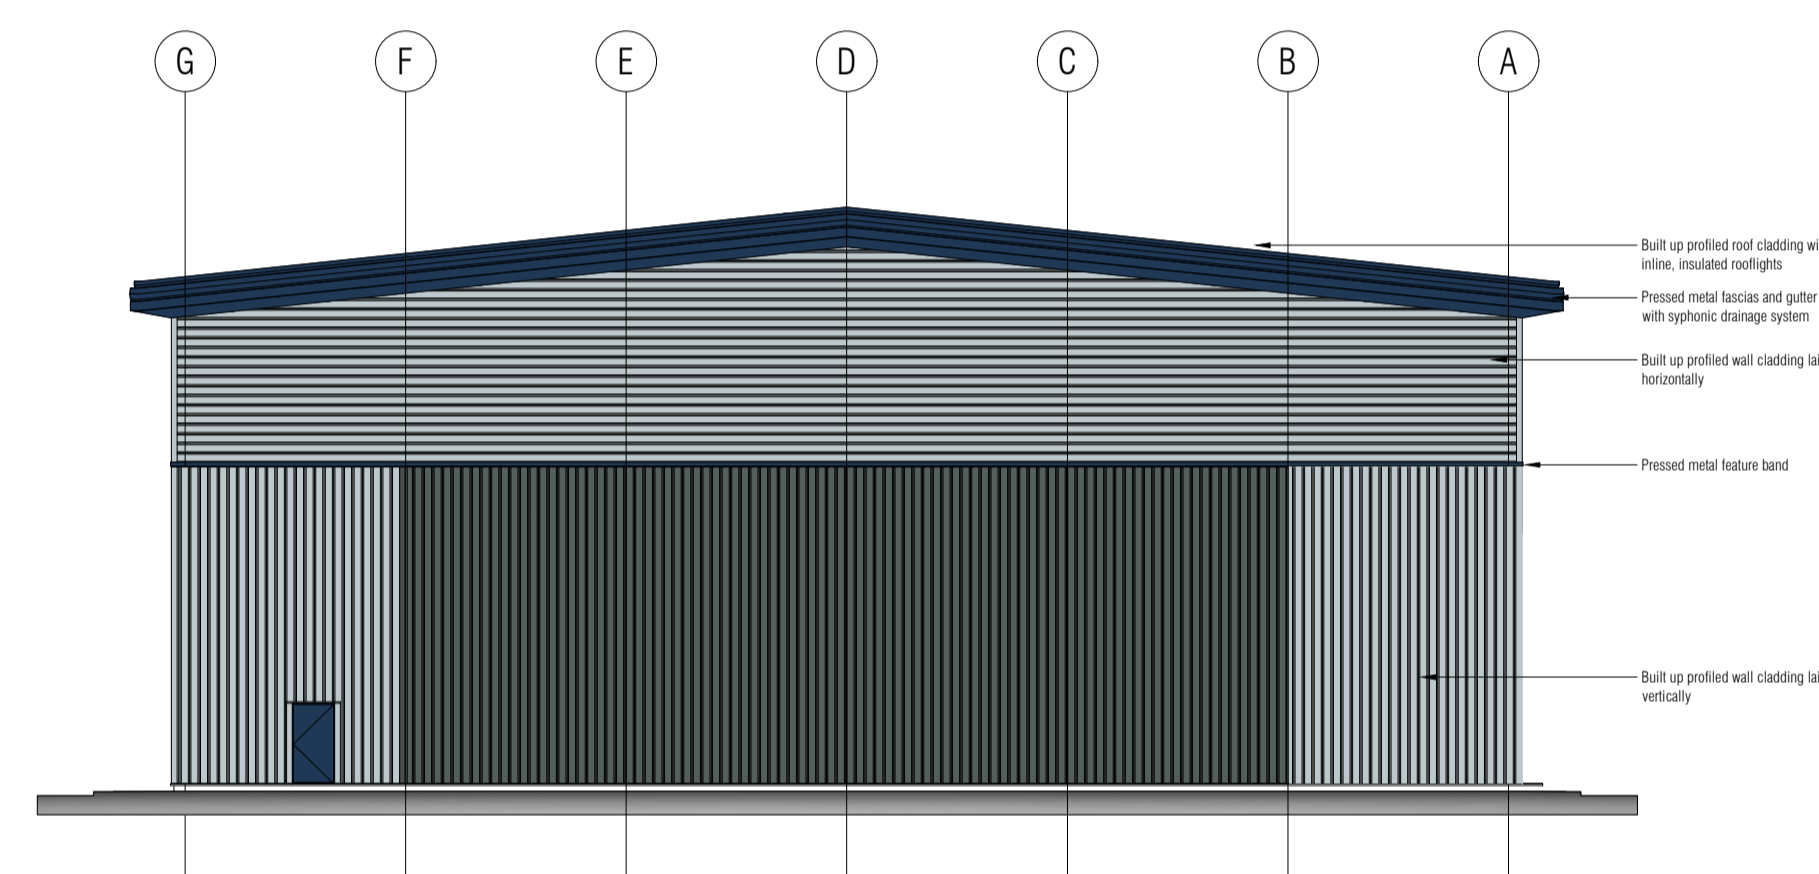 G F E D C B A
Built up profiled roof cladding wi
inline, insulated rooflights
Pressed metal fascias and gutter
with syphonic drainage system
Built up profiled wall cladding lai
horizontally
Pressed metal feature band
Built up profiled wall cladding lai
vertically